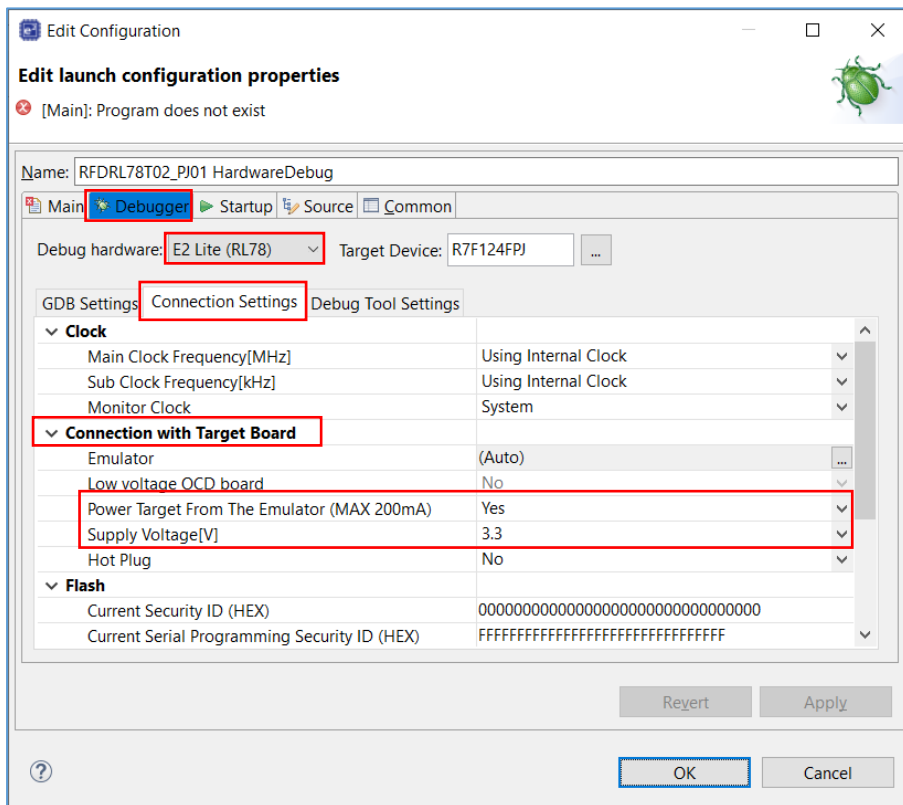 Edit Configuration
Edit launch configuration properties
[Main]: Program does not exist
Name: RFDRL78T02_PJ01 HardwareDebug
Main Debugger Startup Source Common
Debug hardware: E2 Lite (RL78) Target Device: R7F124FPJ ...
GDB Settings Connection Settings Debug Tool Settings
Clock
Main Clock Frequency[MHz] Using Internal Clock
Sub Clock Frequency[kHz] Using Internal Clock
Monitor Clock System
Connection with Target Board
Emulator (Auto) ...
Low voltage OCD board No
Power Target From The Emulator (MAX 200mA) Yes
Supply Voltage[V] 3.3
Hot Plug No
Flash
Current Security ID (HEX) 00000000000000000000000000000000
Current Serial Programming Security ID (HEX) FFFFFFFFFFFFFFFFFFFFFFFFFFFFFFFF
Revert Apply
? OK Cancel